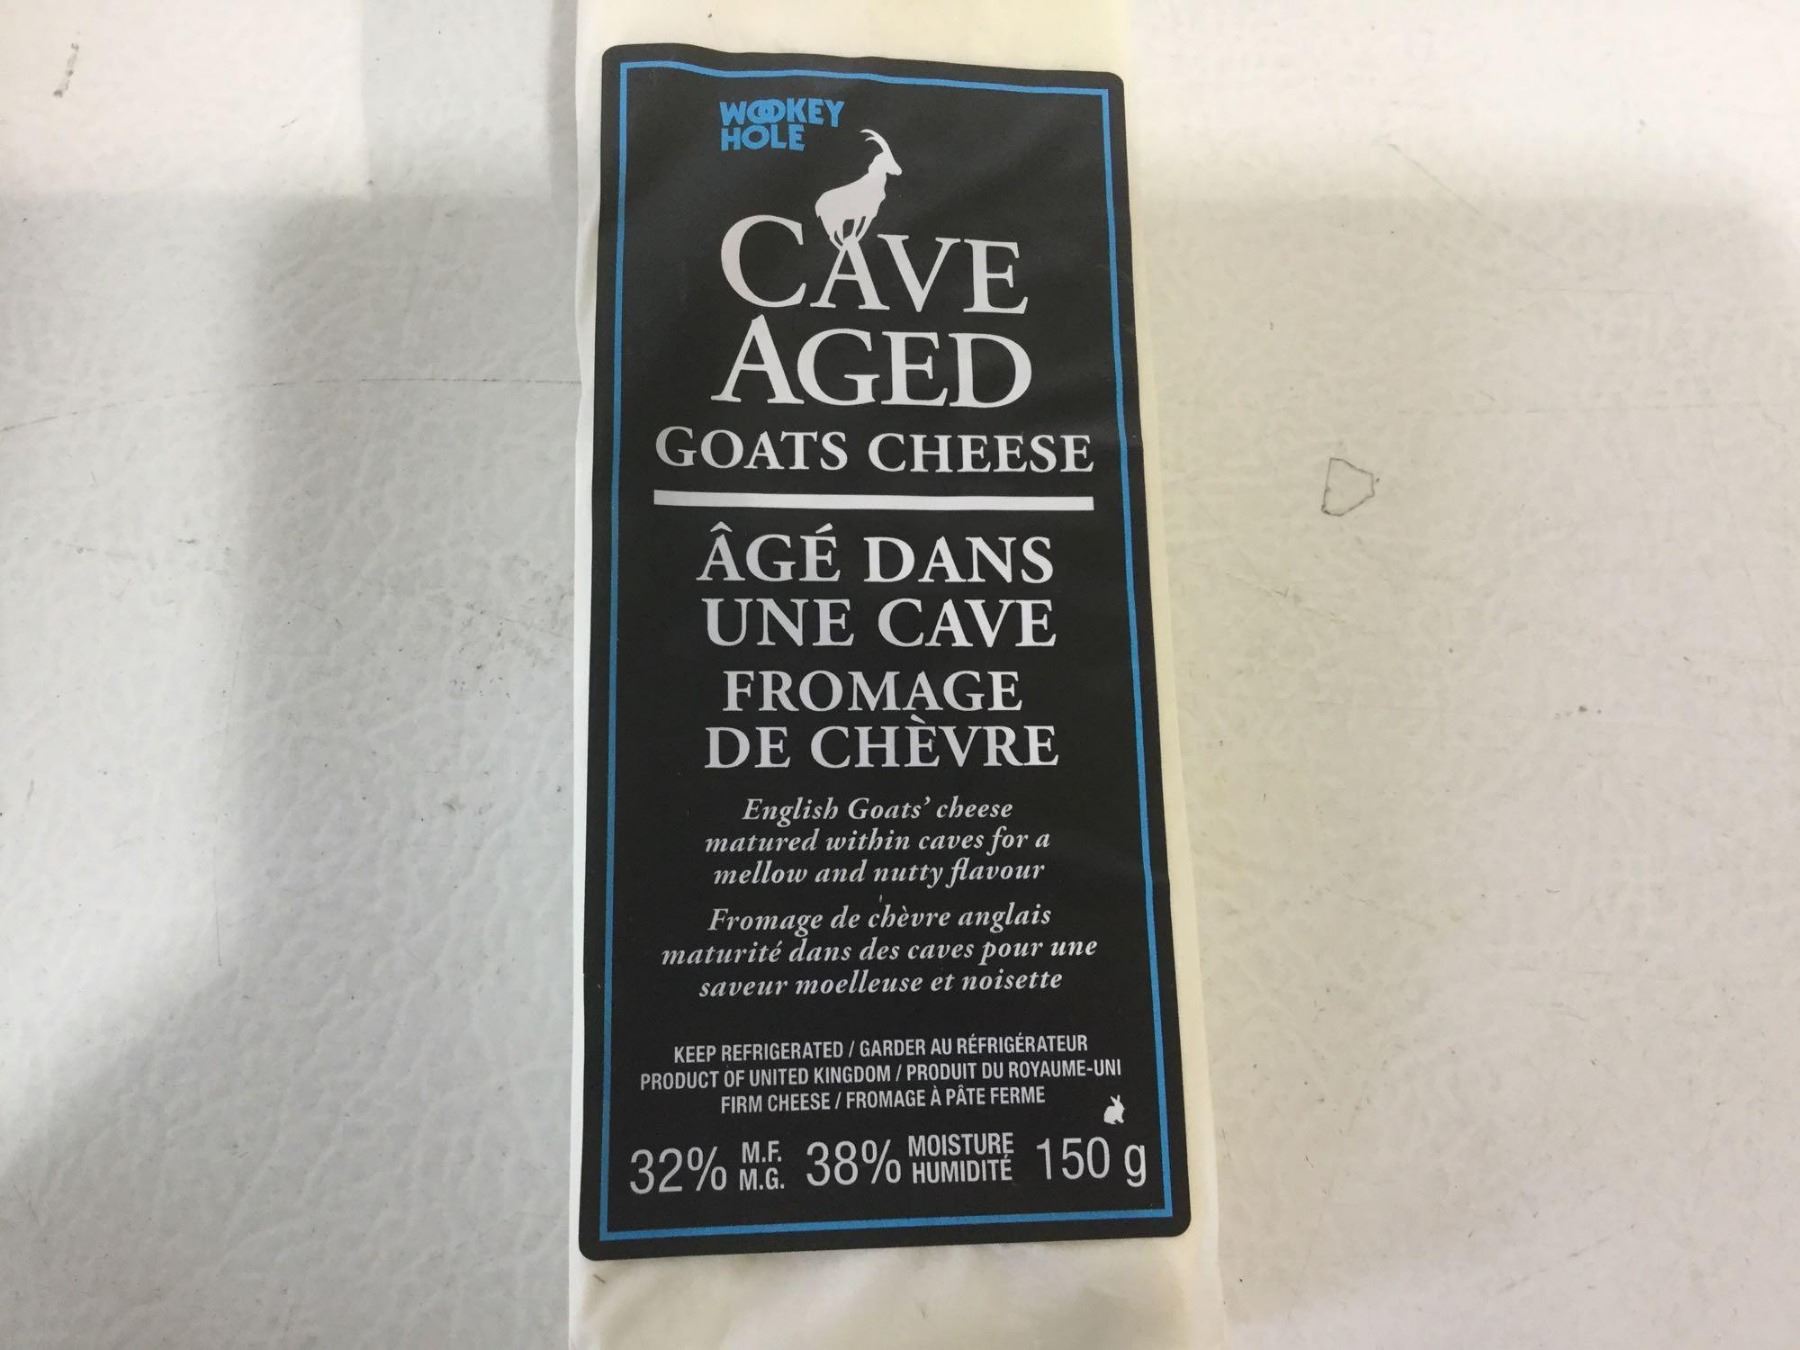 WOOKEY
HOLE
CAVE
AGED
GOATS CHEESE
ÂGÉ DANS
UNE CAVE
FROMAGE
DE CHÈVRE
English Goats' cheese
matured within caves for a
mellow and nutty flavour
Fromage de chèvre anglais
maturité dans des caves pour une
saveur moelleuse et noisette
KEEP REFRIGERATED / GARDER AU RÉFRIGÉRATEUR
PRODUCT OF UNITED KINGDOM / PRODUIT DU ROYAUME-UNI
FIRM CHEESE / FROMAGE À PÂTE FERME
32% M.F. M.G. 38% MOISTURE HUMIDITÉ 150 g